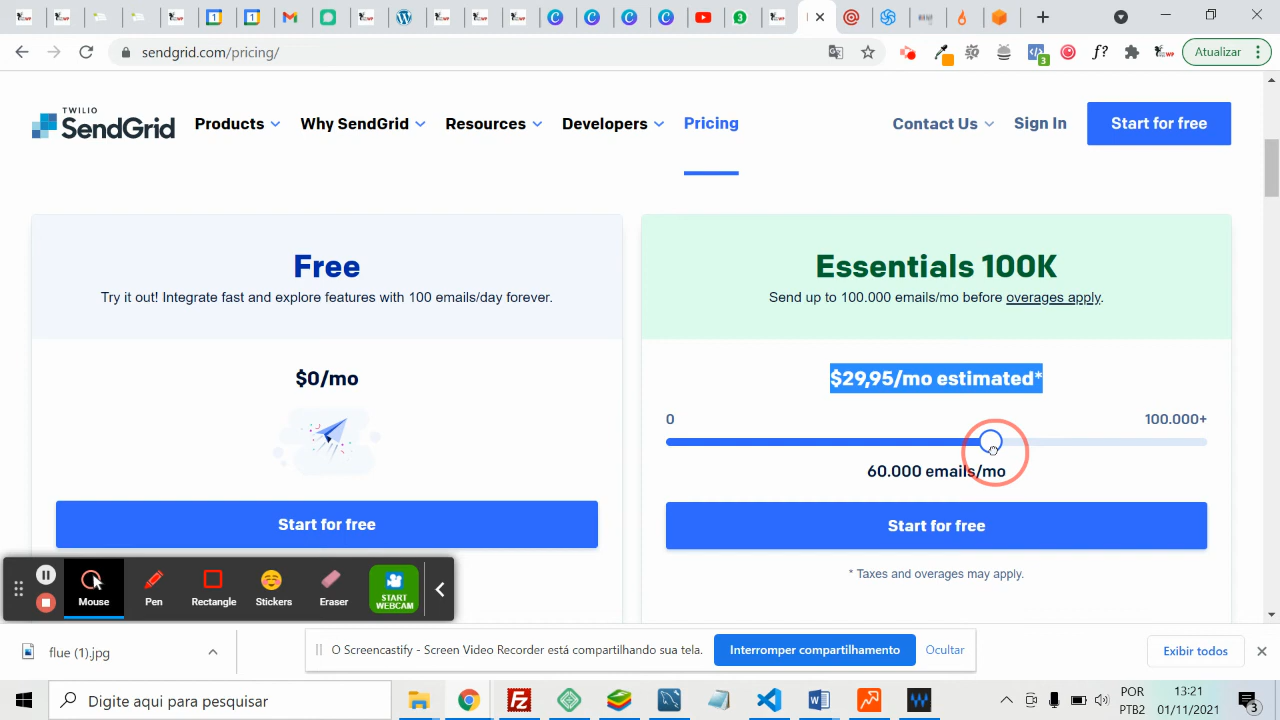 sendgrid.com/pricing/
Atualizar
TWILIO
SendGrid
Products
Why SendGrid
Resources
Developers
Pricing
Contact Us
Sign In
Start for free
Free
Try it out! Integrate fast and explore features with 100 emails/day forever.
$0/mo
Start for free
Essentials 100K
Send up to 100.000 emails/mo before overages apply.
$29,95/mo estimated*
0
100.000+
60.000 emails/mo
Start for free
* Taxes and overages may apply.
Mouse
Pen
Rectangle
Stickers
Eraser
START
WEBCAM
flue (1).jpg
O Screencastify - Screen Video Recorder está compartilhando sua tela.
Interromper compartilhamento
Ocultar
Exibir todos
Digite aqui para pesquisar
POR
PTB2
13:21
01/11/2021
3